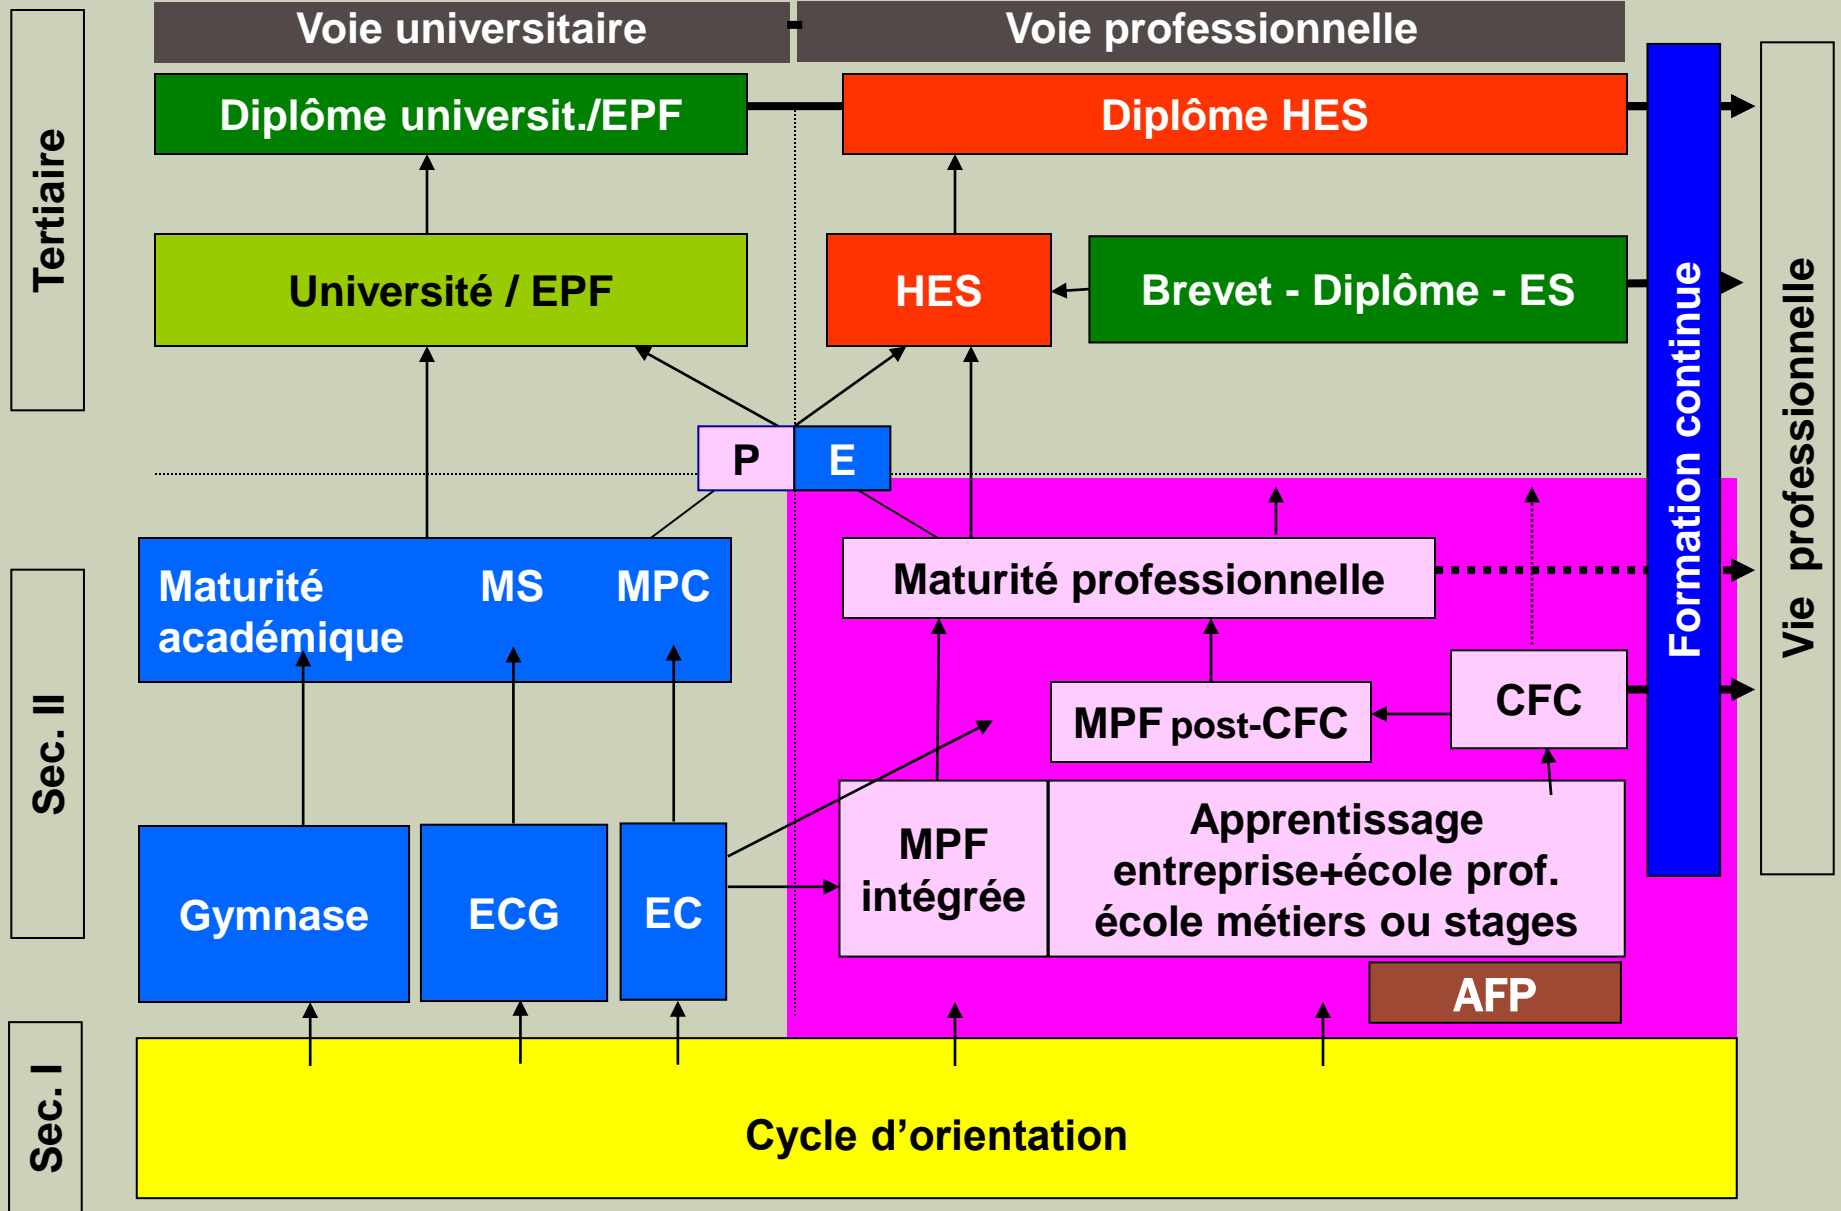 Voie universitaire
-
Voie professionnelle
Tertiaire
Diplôme universit./EPF
Diplôme HES
Université / EPF
HES
Brevet - Diplôme - ES
Formation continue
Vie professionnelle
P
E
Sec. II
Maturité
académique
MS
MPC
Maturité professionnelle
MPF post-CFC
CFC
Gymnase
ECG
EC
MPF
intégrée
Apprentissage
entreprise+école prof.
école métiers ou stages
AFP
Sec. I
Cycle d’orientation